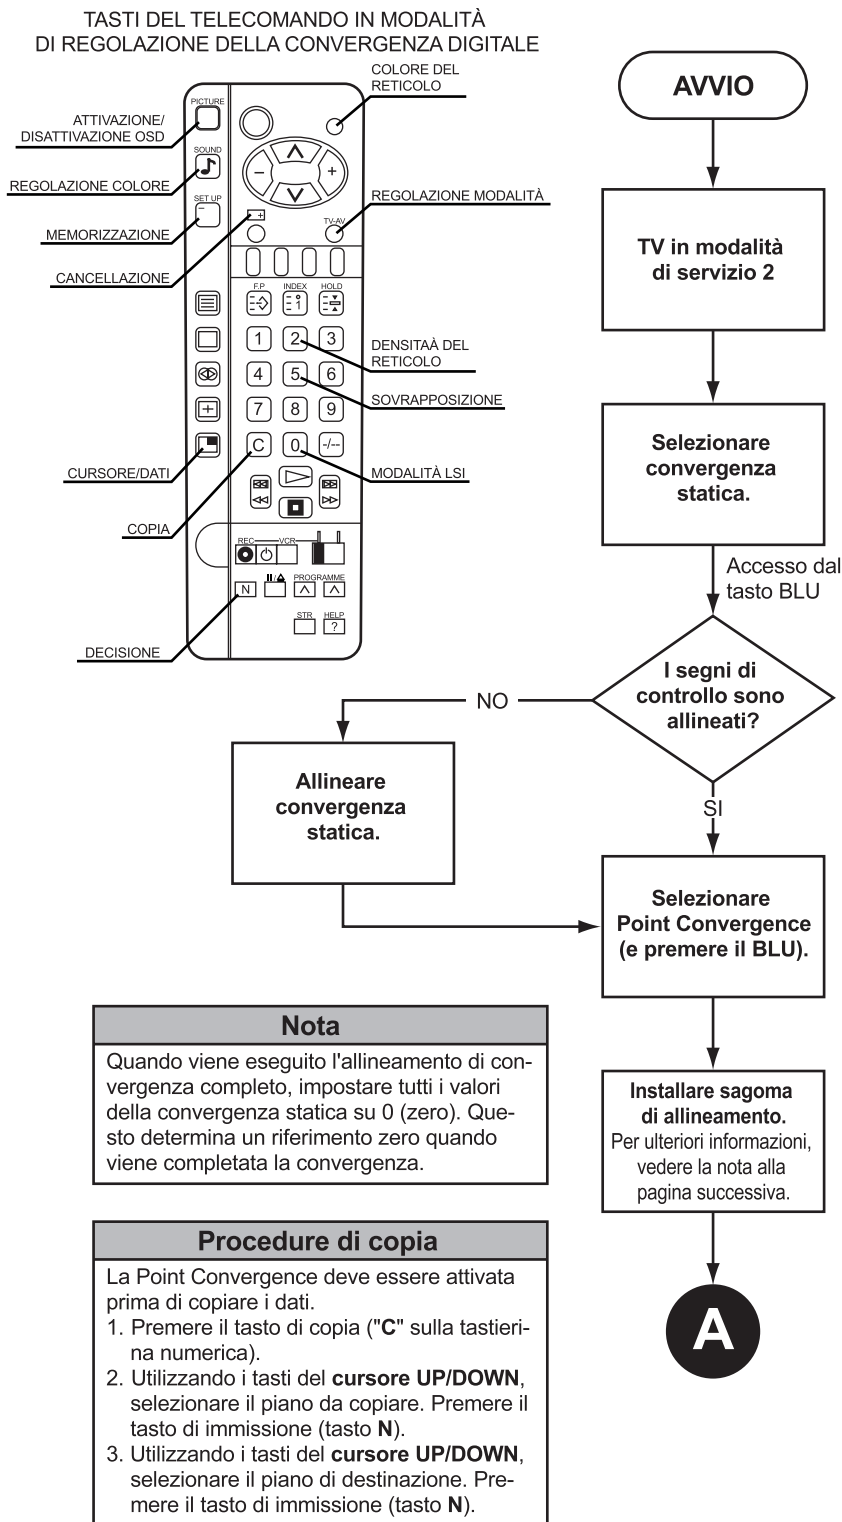 TASTI DEL TELECOMANDO IN MODALITÀ
DI REGOLAZIONE DELLA CONVERGENZA DIGITALE
COLORE DEL
RETICOLO
PICTURE
ATTIVAZIONE/
DISATTIVAZIONE OSD
SOUND
REGOLAZIONE COLORE
- +
SET UP
-
REGOLAZIONE MODALITÀ
+
TV-AV
MEMORIZZAZIONE
CANCELLAZIONE
F.P INDEX HOLD
1 2 3
DENSITAÀ DEL
RETICOLO
4 5 6
SOVRAPPOSIZIONE
7 8 9
C 0 -/--
CURSORE/DATI
MODALITÀ LSI
COPIA
REC VCR
PROGRAMME
N
STR HELP
?
DECISIONE
AVVIO
TV in modalità
di servizio 2
Selezionare
convergenza
statica.
Accesso dal
tasto BLU
I segni di
controllo sono
allineati?
NO
Allineare
convergenza
statica.
SI
Selezionare
Point Convergence
(e premere il BLU).
Installare sagoma
di allineamento.
Per ulteriori informazioni,
vedere la nota alla
pagina successiva.
A
Nota
Quando viene eseguito l'allineamento di con-
vergenza completo, impostare tutti i valori
della convergenza statica su 0 (zero). Que-
sto determina un riferimento zero quando
viene completata la convergenza.
Procedure di copia
La Point Convergence deve essere attivata
prima di copiare i dati.
1. Premere il tasto di copia ("C" sulla tastieri-
na numerica).
2. Utilizzando i tasti del cursore UP/DOWN,
selezionare il piano da copiare. Premere il
tasto di immissione (tasto N).
3. Utilizzando i tasti del cursore UP/DOWN,
selezionare il piano di destinazione. Pre-
mere il tasto di immissione (tasto N).